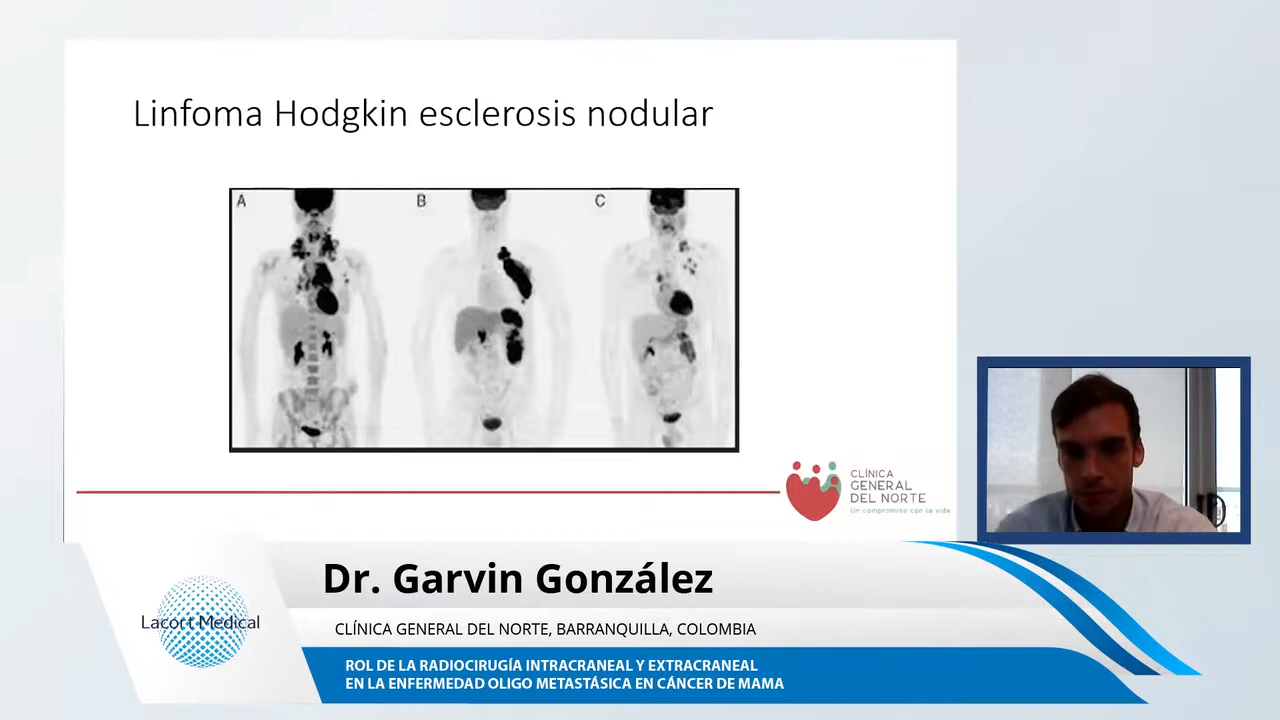 Linfoma Hodgkin esclerosis nodular
A B C
CLÍNICA
GENERAL
DEL NORTE
Un compromiso con la vida
Dr. Garvin González
Lacort Medical
CLÍNICA GENERAL DEL NORTE, BARRANQUILLA, COLOMBIA
ROL DE LA RADIOCIRUGÍA INTRACRANEAL Y EXTRACRANEAL
EN LA ENFERMEDAD OLIGO METASTÁSICA EN CÁNCER DE MAMA